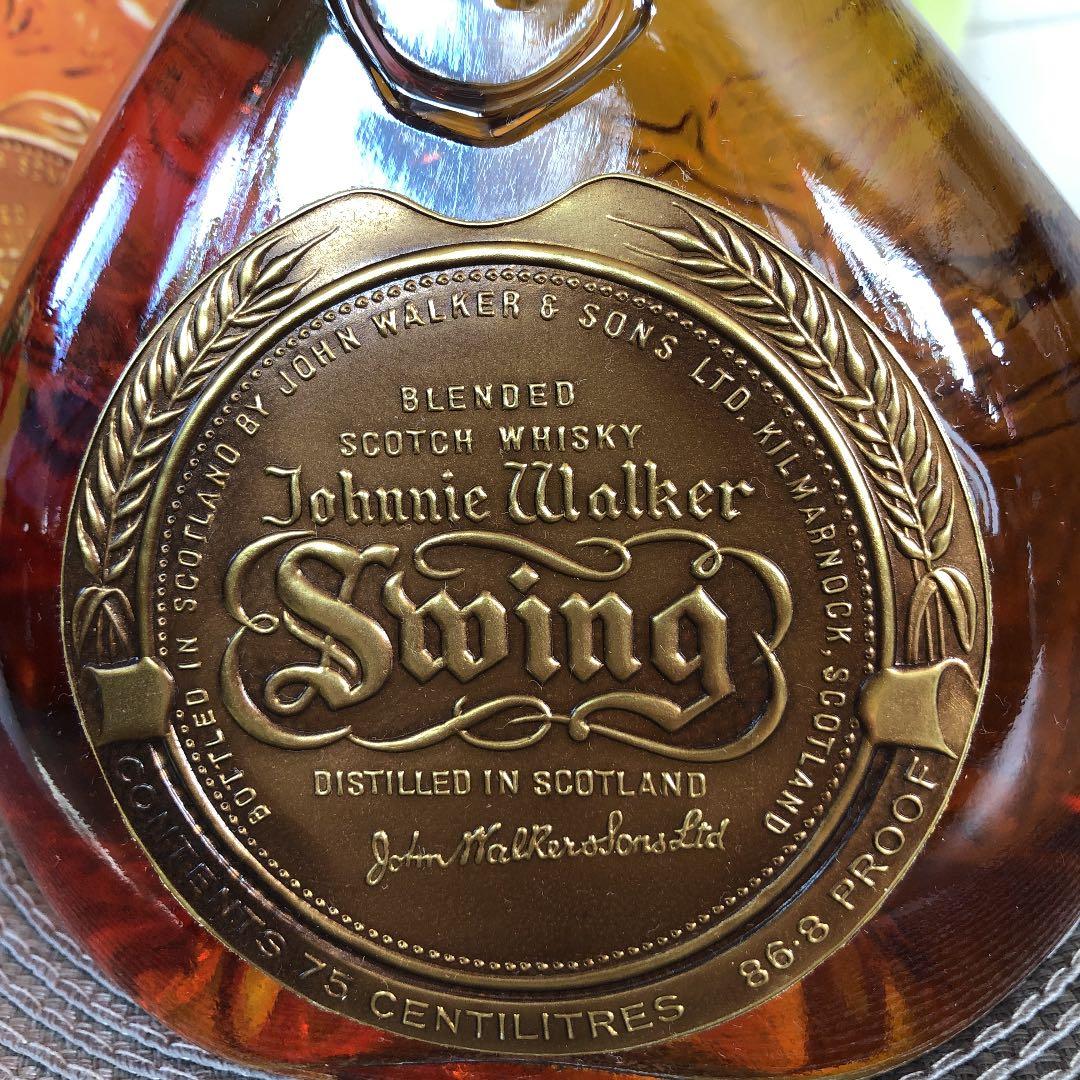 BOTTLED IN SCOTLAND BY JOHN WALKER & SONS LTD. KILMARNOCK, SCOTLAND
BLENDED
SCOTCH WHISKY
Johnnie Walker
Swing
DISTILLED IN SCOTLAND
John Walker & Sons Ltd
CONTENTS 75 CENTILITRES 86·8 PROOF